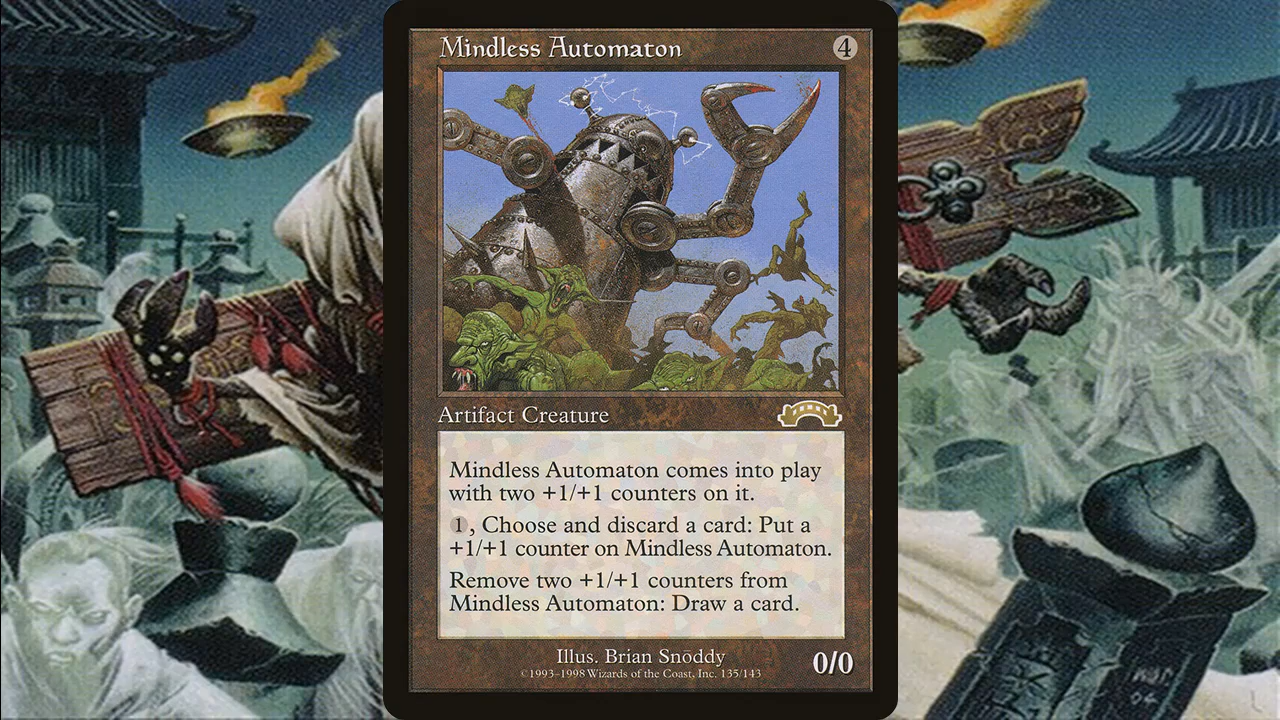 Mindless Automaton
4
Artifact Creature
Mindless Automaton comes into play
with two +1/+1 counters on it.
1, Choose and discard a card: Put a
+1/+1 counter on Mindless Automaton.
Remove two +1/+1 counters from
Mindless Automaton: Draw a card.
Illus. Brian Snōddy
©1993–1998 Wizards of the Coast, Inc. 135/143
0/0